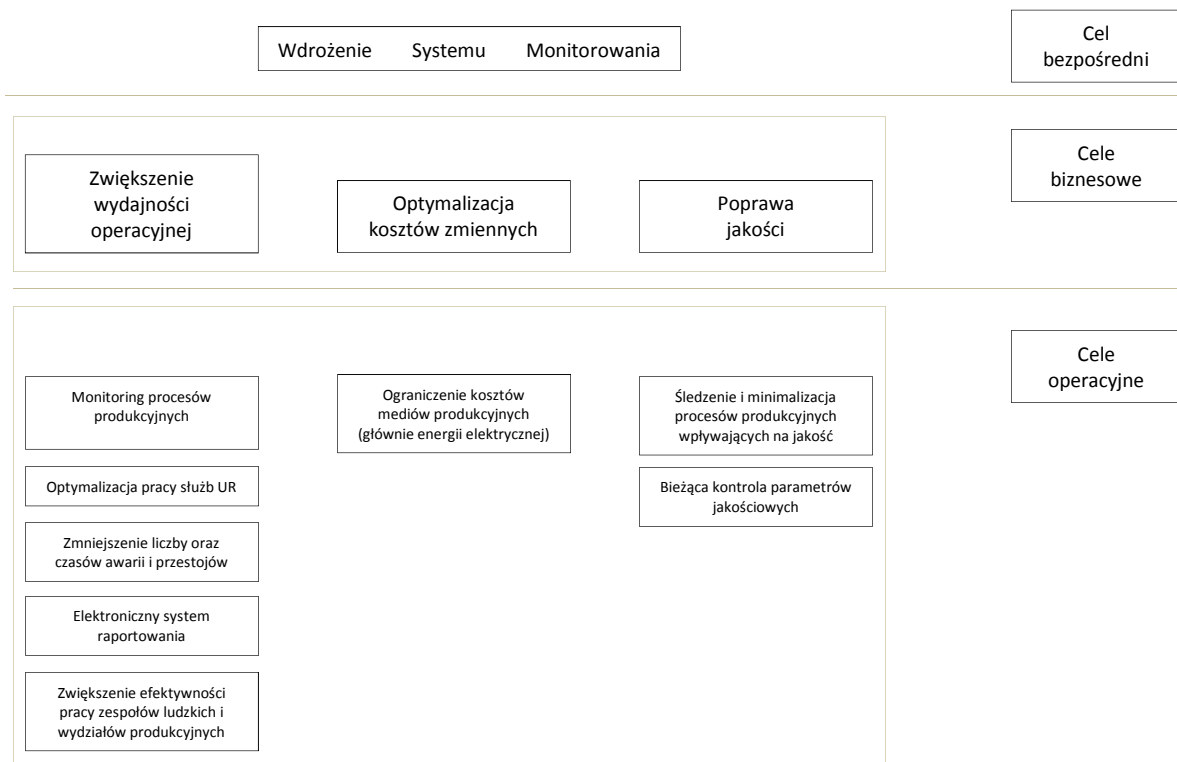 Wdrożenie Systemu Monitorowania
Cel
bezpośredni
Zwiększenie
wydajności
operacyjnej
Optymalizacja
kosztów zmiennych
Poprawa
jakości
Cele
biznesowe
Monitoring procesów
produkcyjnych
Optymalizacja pracy służb UR
Zmniejszenie liczby oraz
czasów awarii i przestojów
Elektroniczny system
raportowania
Zwiększenie efektywności
pracy zespołów ludzkich i
wydziałów produkcyjnych
Ograniczenie kosztów
mediów produkcyjnych
(głównie energii elektrycznej)
Śledzenie i minimalizacja
procesów produkcyjnych
wpływających na jakość
Bieżąca kontrola parametrów
jakościowych
Cele
operacyjne